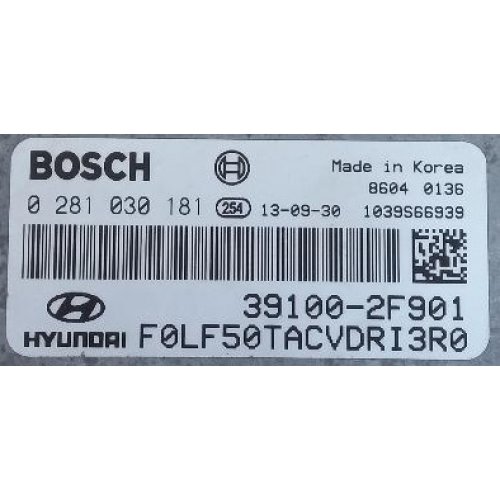 BOSCH Made in Korea
8604 0136
0 281 030 181 254 13-09-30 1039S66939
39100-2F901
HYUNDAI F0LF50TACVDRI3R0